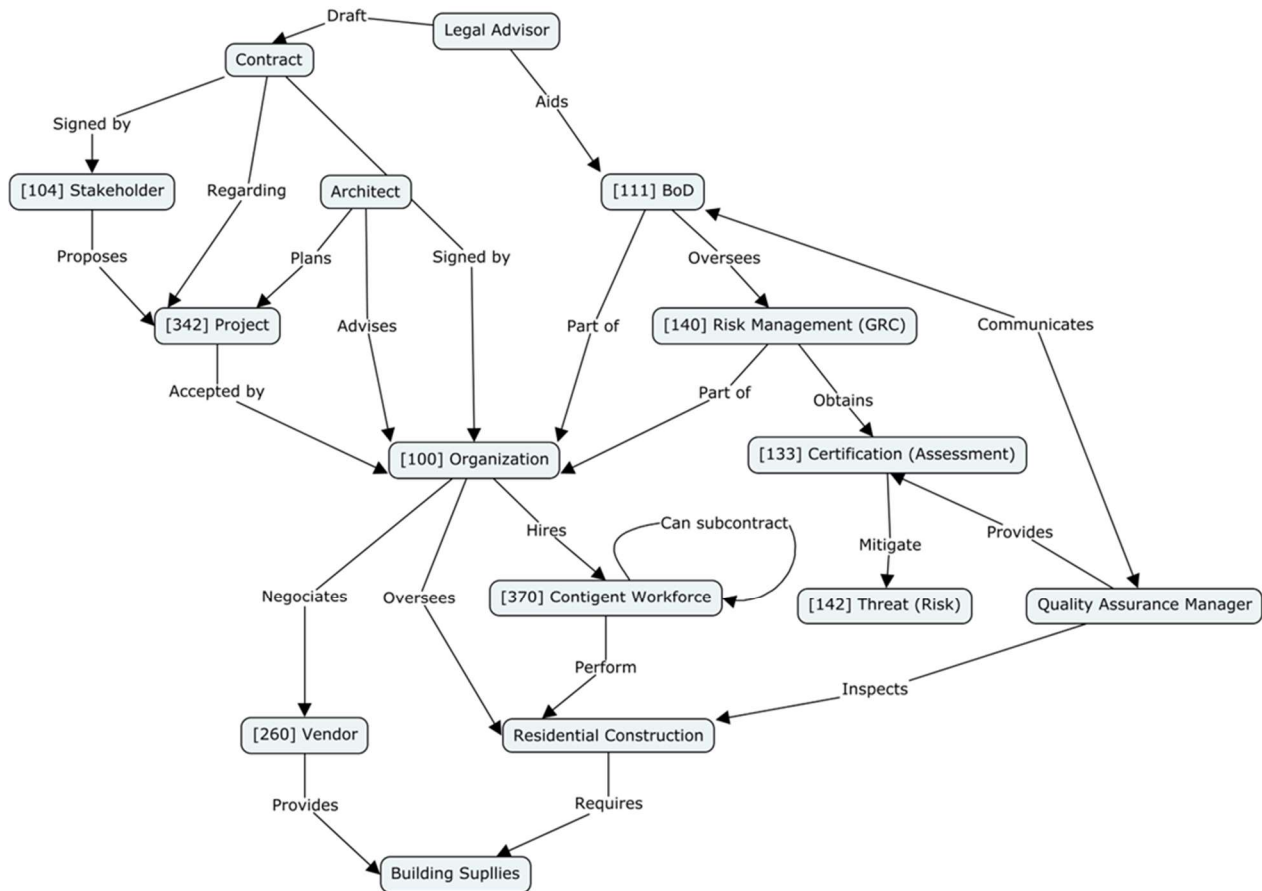 Draft
Legal Advisor
Contract
Aids
Signed by
[104] Stakeholder
Regarding
Architect
[111] BoD
Proposes
Plans
Signed by
Oversees
[342] Project
Advises
Part of
[140] Risk Management (GRC)
Communicates
Accepted by
Part of
Obtains
[100] Organization
[133] Certification (Assessment)
Hires
Can subcontract
Mitigate
Provides
Negociates
Oversees
[370] Contigent Workforce
[142] Threat (Risk)
Quality Assurance Manager
Perform
Inspects
[260] Vendor
Residential Construction
Provides
Requires
Building Supllies